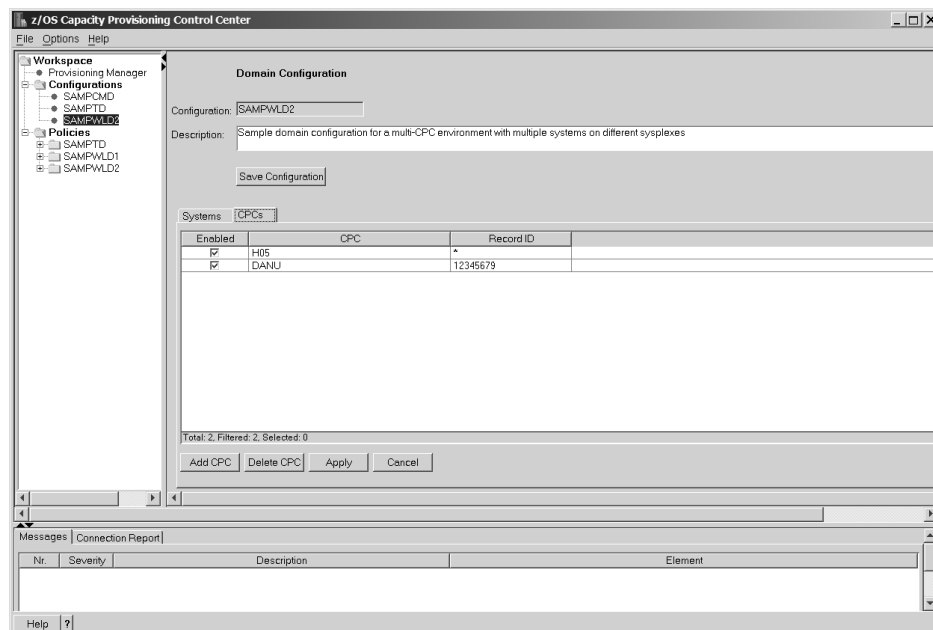 z/OS Capacity Provisioning Control Center
File Options Help
Workspace
Provisioning Manager
Configurations
SAMPCMD
SAMPTD
SAMPWLD2
Policies
SAMPTD
SAMPWLD1
SAMPWLD2
Domain Configuration
Configuration: SAMPWLD2
Description: Sample domain configuration for a multi-CPC environment with multiple systems on different sysplexes
Save Configuration
Systems CPCs
Enabled CPC Record ID
H05 *
DANU 12345679
Total: 2, Filtered: 2, Selected: 0
Add CPC Delete CPC Apply Cancel
Messages Connection Report
Nr. Severity Description Element
Help ?